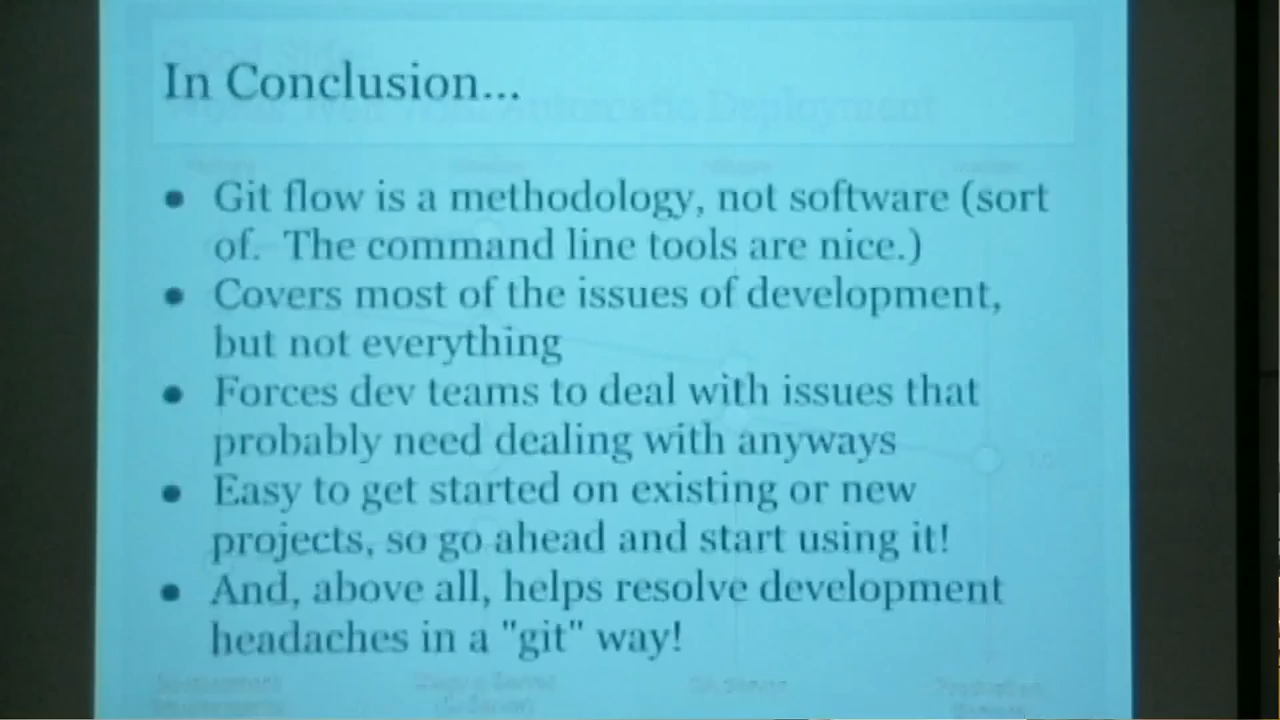 In Conclusion...
• Git flow is a methodology, not software (sort
of.  The command line tools are nice.)
• Covers most of the issues of development,
but not everything
• Forces dev teams to deal with issues that
probably need dealing with anyways
• Easy to get started on existing or new
projects, so go ahead and start using it!
• And, above all, helps resolve development
headaches in a "git" way!